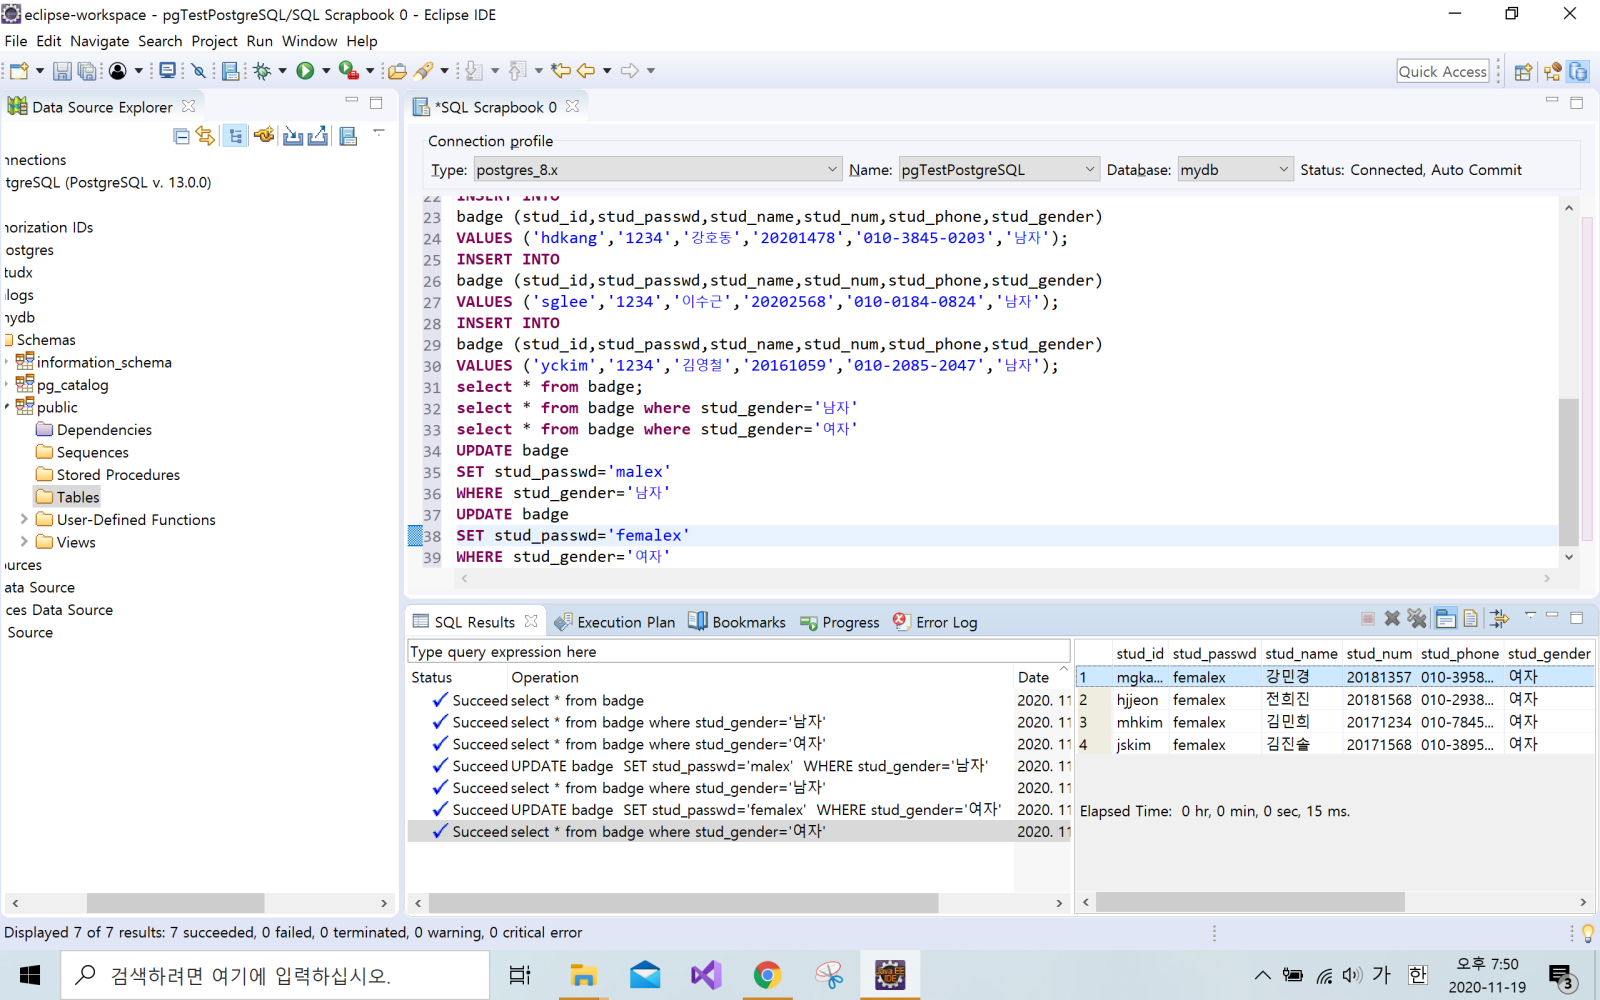 eclipse-workspace - pgTestPostgreSQL/SQL Scrapbook 0 - Eclipse IDE
File Edit Navigate Search Project Run Window Help
Quick Access
Data Source Explorer
nnections
tgreSQL (PostgreSQL v. 13.0.0)
horization IDs
ostgres
tudx
logs
nydb
Schemas
information_schema
pg_catalog
public
Dependencies
Sequences
Stored Procedures
Tables
User-Defined Functions
Views
urces
ata Source
ces Data Source
Source
*SQL Scrapbook 0
Connection profile
Type: postgres_8.x Name: pgTestPostgreSQL Database: mydb Status: Connected, Auto Commit
22 INSERT INTO
23 badge (stud_id,stud_passwd,stud_name,stud_num,stud_phone,stud_gender)
24 VALUES ('hdkang','1234','강호동','20201478','010-3845-0203','남자');
25 INSERT INTO
26 badge (stud_id,stud_passwd,stud_name,stud_num,stud_phone,stud_gender)
27 VALUES ('sglee','1234','이수근','20202568','010-0184-0824','남자');
28 INSERT INTO
29 badge (stud_id,stud_passwd,stud_name,stud_num,stud_phone,stud_gender)
30 VALUES ('yckim','1234','김영철','20161059','010-2085-2047','남자');
31 select * from badge;
32 select * from badge where stud_gender='남자'
33 select * from badge where stud_gender='여자'
34 UPDATE badge
35 SET stud_passwd='malex'
36 WHERE stud_gender='남자'
37 UPDATE badge
38 SET stud_passwd='femalex'
39 WHERE stud_gender='여자'
SQL Results Execution Plan Bookmarks Progress Error Log
Type query expression here
Status Operation Date
Succeed select * from badge 2020. 11
Succeed select * from badge where stud_gender='남자' 2020. 11
Succeed select * from badge where stud_gender='여자' 2020. 11
Succeed UPDATE badge SET stud_passwd='malex' WHERE stud_gender='남자' 2020. 11
Succeed select * from badge where stud_gender='남자' 2020. 11
Succeed UPDATE badge SET stud_passwd='femalex' WHERE stud_gender='여자' 2020. 11
Succeed select * from badge where stud_gender='여자' 2020. 11
stud_id stud_passwd stud_name stud_num stud_phone stud_gender
1 mgka... femalex 강민경 20181357 010-3958... 여자
2 hjjeon femalex 전희진 20181568 010-2938... 여자
3 mhkim femalex 김민희 20171234 010-7845... 여자
4 jskim femalex 김진솔 20171568 010-3895... 여자
Elapsed Time: 0 hr, 0 min, 0 sec, 15 ms.
Displayed 7 of 7 results: 7 succeeded, 0 failed, 0 terminated, 0 warning, 0 critical error
검색하려면 여기에 입력하십시오.
Java EE
IDE
가 한
오후 7:50
2020-11-19
3